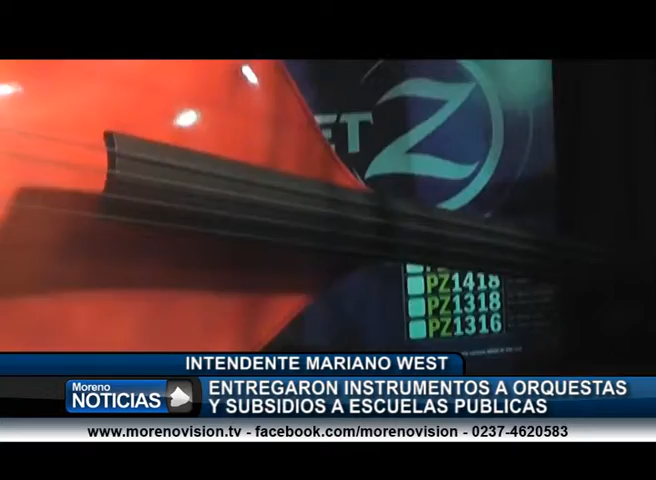 ET
Z
PZ1418
PZ1318
PZ1316
INTENDENTE MARIANO WEST
Moreno
NOTICIAS
ENTREGARON INSTRUMENTOS A ORQUESTAS
Y SUBSIDIOS A ESCUELAS PUBLICAS
www.morenovision.tv - facebook.com/morenovision - 0237-4620583